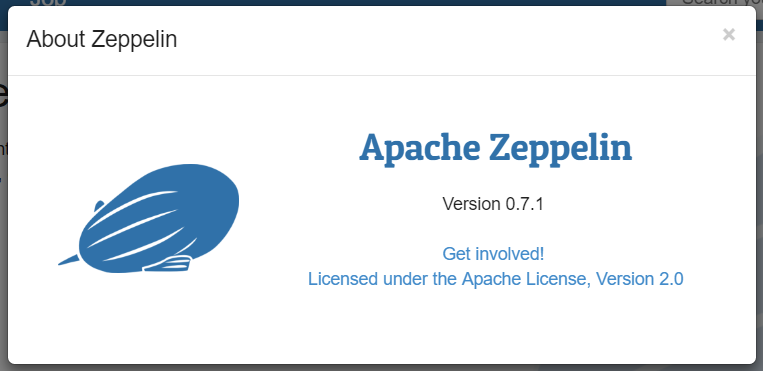 About Zeppelin
×
Apache Zeppelin
Version 0.7.1
Get involved!
Licensed under the Apache License, Version 2.0